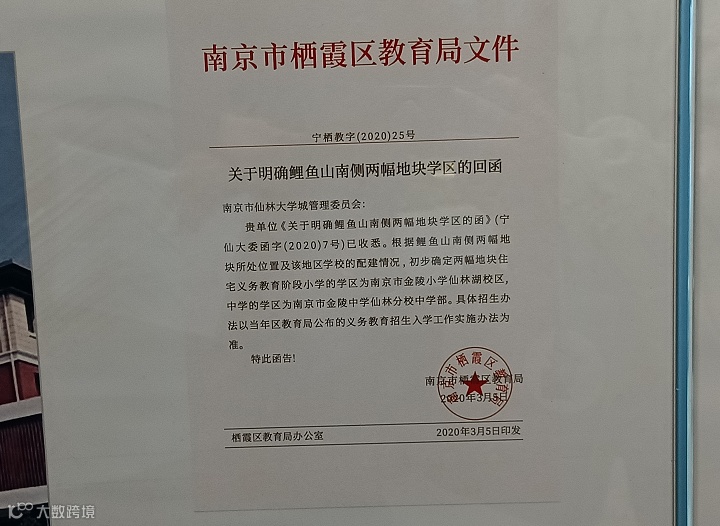 南京市栖霞区教育局文件
宁栖教字(2020)25号
关于明确鲤鱼山南侧两幅地块学区的回函
南京市仙林大学城管理委员会:
贵单位《关于明确鲤鱼山南侧两幅地块学区的函》(宁
仙大委函字(2020)7号)已收悉。根据鲤鱼山南侧两幅地
块所处位置及该地区学校的配建情况,初步确定两幅地块住
宅义务教育阶段小学的学区为南京市金陵小学仙林湖校区,
中学的学区为南京市金陵中学仙林分校中学部。具体招生办
法以当年区教育局公布的义务教育招生入学工作实施办法为
准。
特此函告!
南京市栖霞区教育局
南京市栖霞区教育局
2020年3月5日
栖霞区教育局办公室
2020年3月5日印发
大数跨境